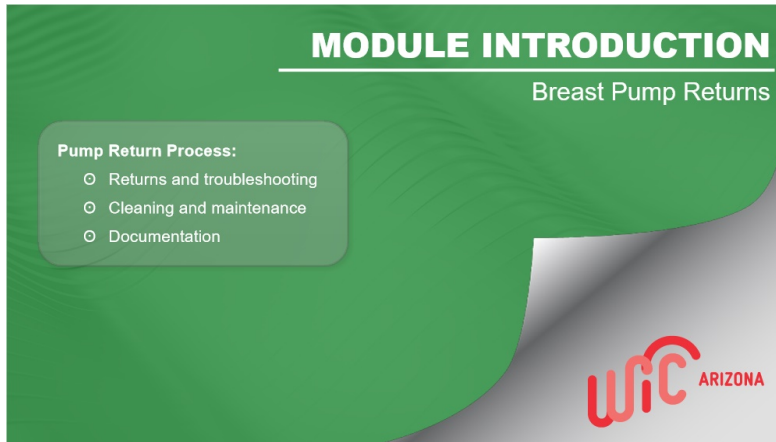 MODULE INTRODUCTION
Breast Pump Returns
Pump Return Process:
Returns and troubleshooting
Cleaning and maintenance
Documentation
WIC ARIZONA